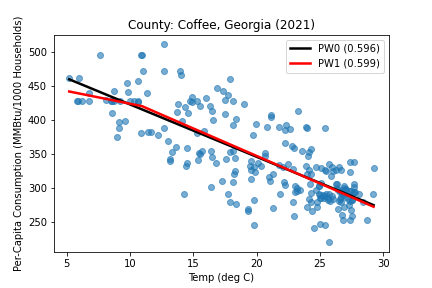 County: Coffee, Georgia (2021)
Per-Capita Consumption (MMBtu/1000 Households)
500
450
400
350
300
250
PW0 (0.596)
PW1 (0.599)
5 10 15 20 25 30
Temp (deg C)